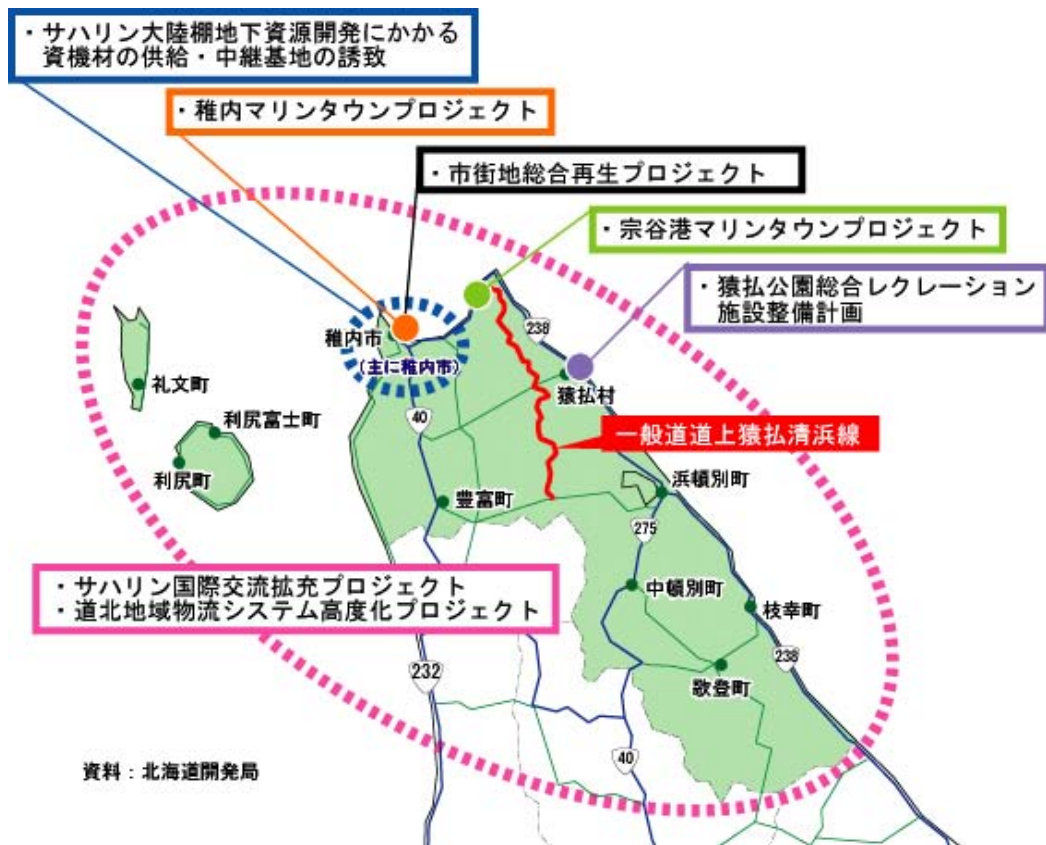 ・サハリン大陸棚地下資源開発にかかる
資機材の供給・中継基地の誘致
・稚内マリンタウンプロジェクト
・市街地総合再生プロジェクト
・宗谷港マリンタウンプロジェクト
・猿払公園総合レクレーション
施設整備計画
238
稚内市
(主に稚内市)
礼文町
猿払村
40
利尻富士町
一般道道上猿払清浜線
利尻町
浜頓別町
豊富町
275
・サハリン国際交流拡充プロジェクト
・道北地域物流システム高度化プロジェクト
中頓別町
枝幸町
238
232
歌登町
40
資料：北海道開発局